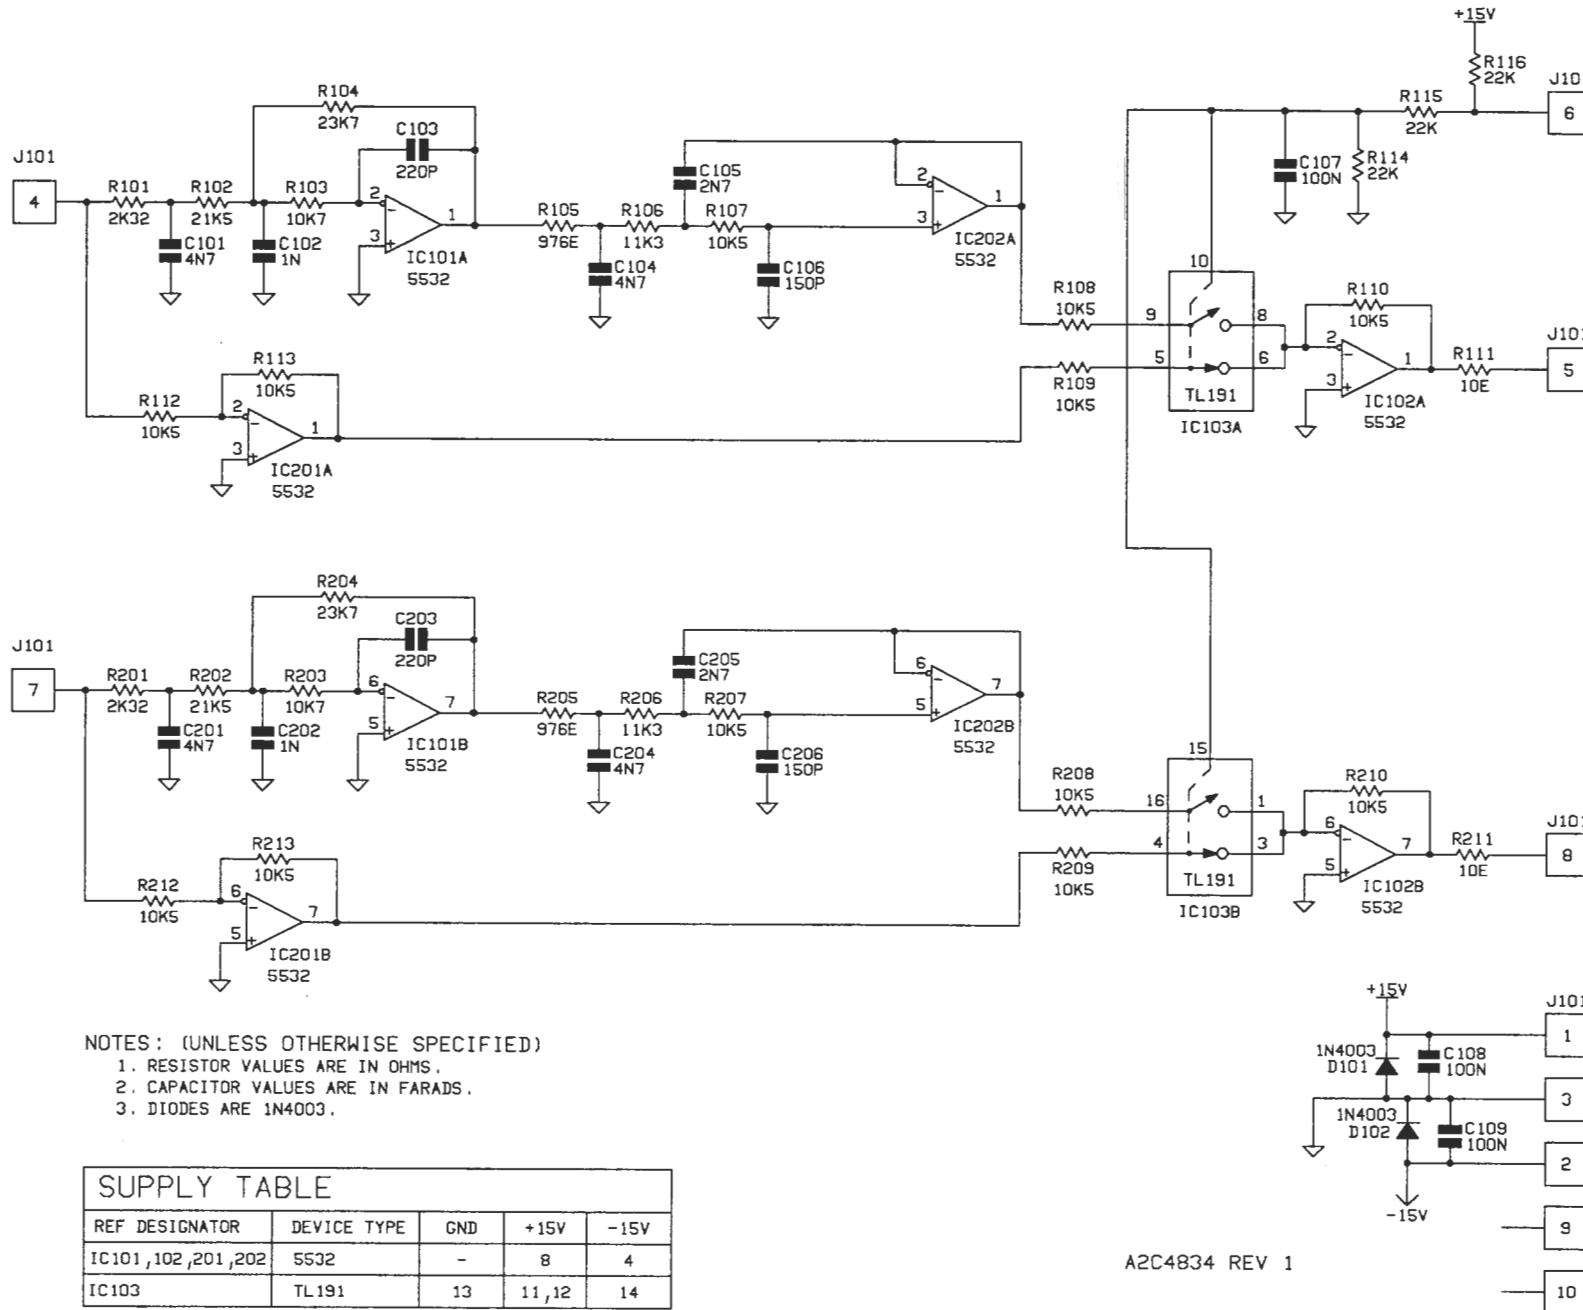 +15V
R116
22K
J10
6
R115
22K
R104
23K7
C103
220P
J101
4
R101
2K32
R102
21K5
R103
10K7
C101
4N7
C102
1N
2
-
3
+
1
IC101A
5532
C105
2N7
R105
976E
R106
11K3
R107
10K5
C104
4N7
C106
150P
2
-
3
+
1
IC202A
5532
C107
100N
R114
22K
R108
10K5
9
10
8
5
6
TL191
IC103A
R109
10K5
R110
10K5
2
-
3
+
1
IC102A
5532
R111
10E
J101
5
R113
10K5
R112
10K5
2
-
3
+
1
IC201A
5532
R204
23K7
C203
220P
J101
7
R201
2K32
R202
21K5
R203
10K7
C201
4N7
C202
1N
6
-
5
+
7
IC101B
5532
C205
2N7
R205
976E
R206
11K3
R207
10K5
C204
4N7
C206
150P
6
-
5
+
7
IC202B
5532
R208
10K5
16
15
1
4
3
TL191
IC103B
R209
10K5
R210
10K5
6
-
5
+
7
IC102B
5532
R211
10E
J101
8
R213
10K5
R212
10K5
6
-
5
+
7
IC201B
5532
NOTES: (UNLESS OTHERWISE SPECIFIED)
1. RESISTOR VALUES ARE IN OHMS.
2. CAPACITOR VALUES ARE IN FARADS.
3. DIODES ARE 1N4003.
+15V
J101
1
1N4003
D101
C108
100N
3
1N4003
D102
C109
100N
2
-15V
9
10
SUPPLY TABLE
REF DESIGNATOR DEVICE TYPE GND +15V -15V
IC101,102,201,202 5532 - 8 4
IC103 TL191 13 11,12 14
A2C4834 REV 1